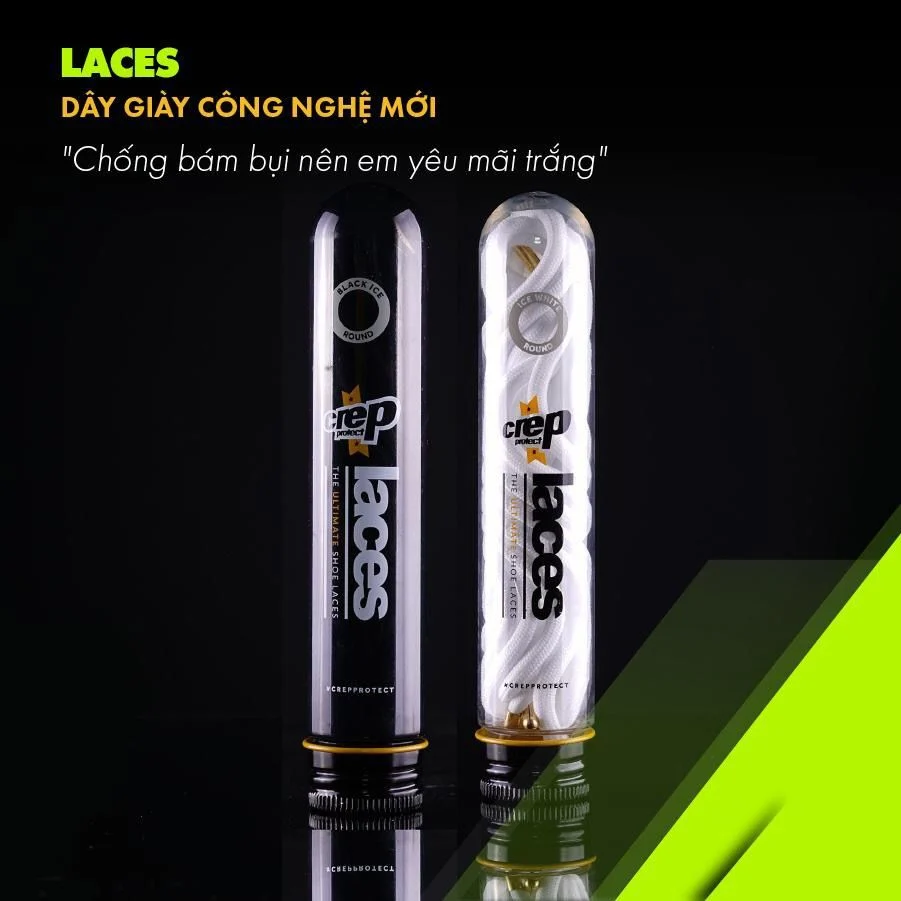 LACES
DÂY GIÀY CÔNG NGHỆ MỚI
"Chống bám bụi nên em yêu mãi trắng"
BLACK ICE
ROUND
crep
protect
laces
THE ULTIMATE SHOE LACES
#CREPPROTECT
ICE WHITE
ROUND
crep
protect
laces
THE ULTIMATE SHOE LACES
#CREPPROTECT